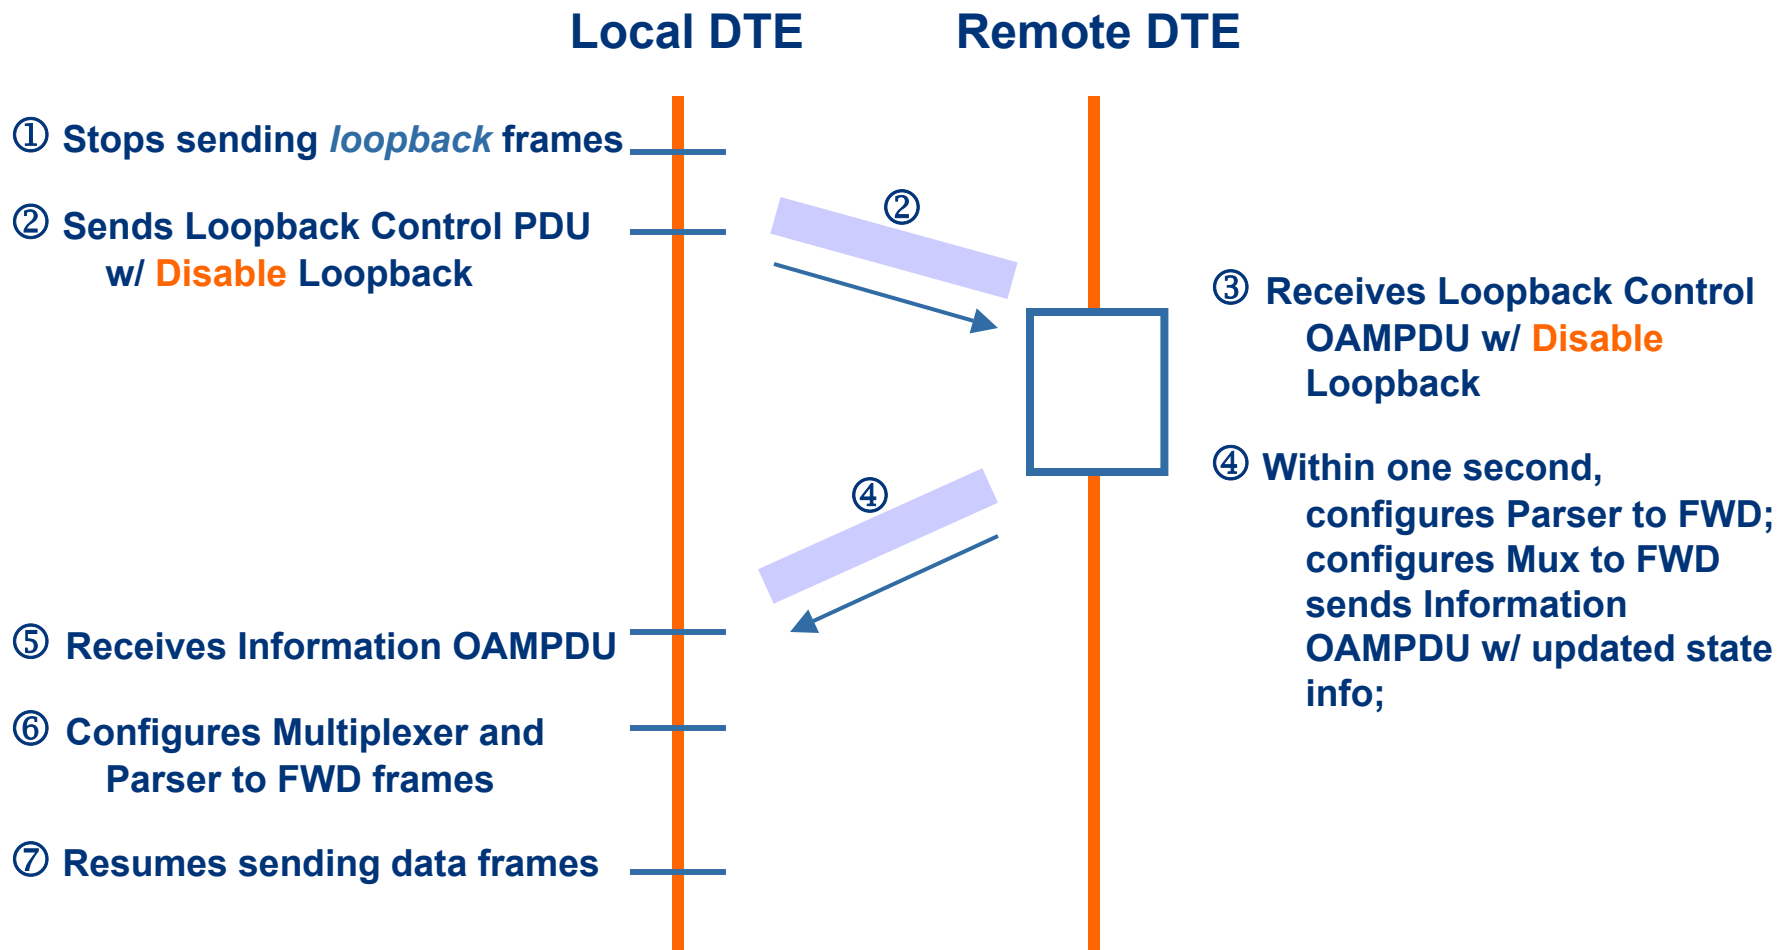 Local DTE
Remote DTE
① Stops sending loopback frames
② Sends Loopback Control PDU
w/ Disable Loopback
②
③ Receives Loopback Control
OAMPDU w/ Disable
Loopback
④ Within one second,
configures Parser to FWD;
configures Mux to FWD
sends Information
OAMPDU w/ updated state
info;
④
⑤ Receives Information OAMPDU
⑥ Configures Multiplexer and
Parser to FWD frames
⑦ Resumes sending data frames